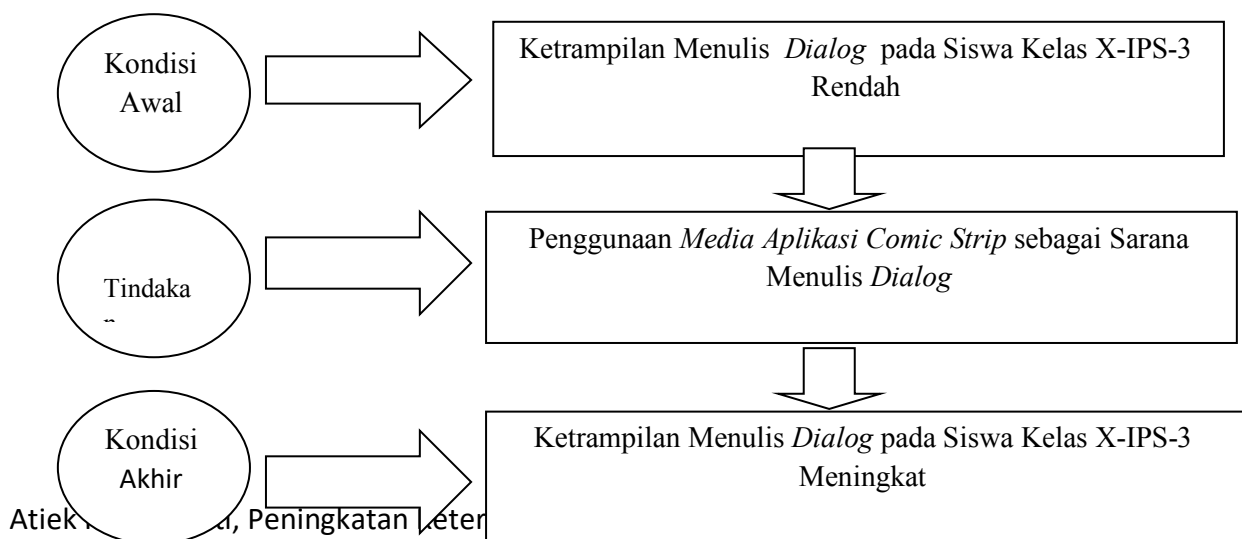 Kondisi
Awal
Ketrampilan Menulis Dialog pada Siswa Kelas X-IPS-3
Rendah
Tindaka
Penggunaan Media Aplikasi Comic Strip sebagai Sarana
Menulis Dialog
Kondisi
Akhir
Ketrampilan Menulis Dialog pada Siswa Kelas X-IPS-3
Meningkat
Atiek Peningkatan